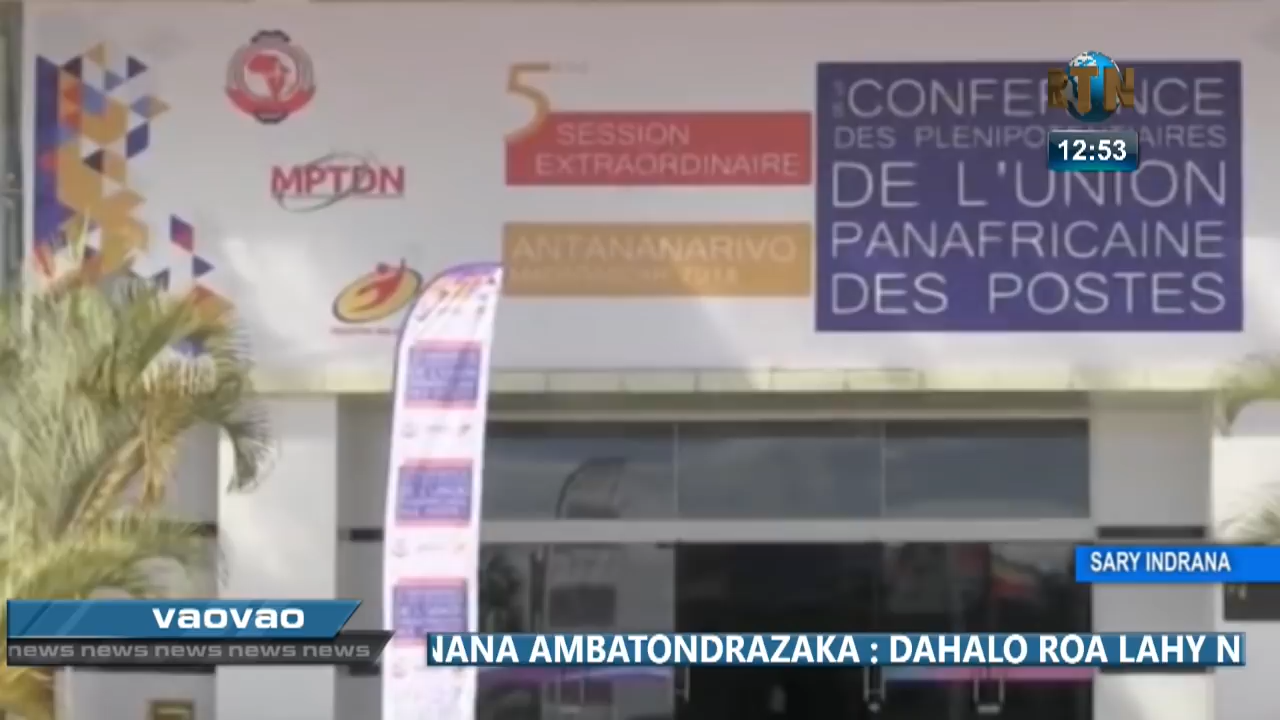 RTN
12:53
MPTDN
5
SESSION
EXTRAORDINAIRE
ANTANANARIVO
CONFERENCE
DES PLENIPOTENTIAIRES
DE L'UNION
PANAFRICAINE
DES POSTES
SARY INDRANA
vaovao
news news news news news
NANA AMBATONDRAZAKA : DAHALO ROA LAHY N